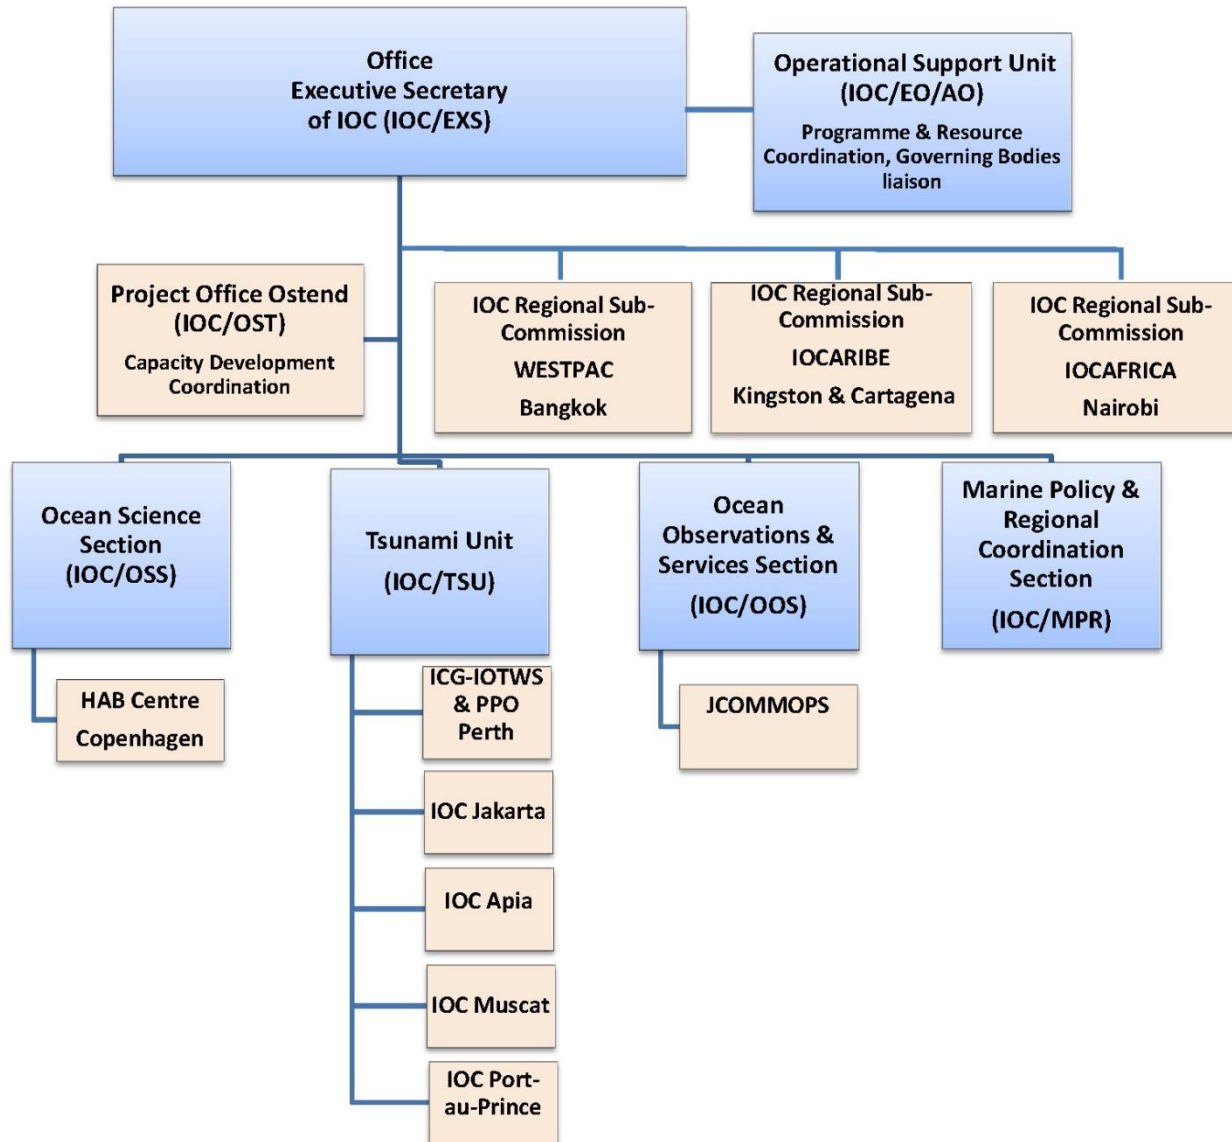 Office
Executive Secretary
of IOC (IOC/EXS)
Operational Support Unit
(IOC/EO/AO)
Programme & Resource
Coordination, Governing Bodies
liaison
Project Office Ostend
(IOC/OST)
Capacity Development
Coordination
IOC Regional Sub-
Commission
WESTPAC
Bangkok
IOC Regional Sub-
Commission
IOCARIBE
Kingston & Cartagena
IOC Regional Sub-
Commission
IOCAFRICA
Nairobi
Ocean Science
Section
(IOC/OSS)
Tsunami Unit
(IOC/TSU)
Ocean
Observations &
Services Section
(IOC/OOS)
Marine Policy &
Regional
Coordination
Section
(IOC/MPR)
HAB Centre
Copenhagen
ICG-IOTWS
& PPO
Perth
IOC Jakarta
IOC Apia
IOC Muscat
IOC Port-
au-Prince
JCOMMOPS